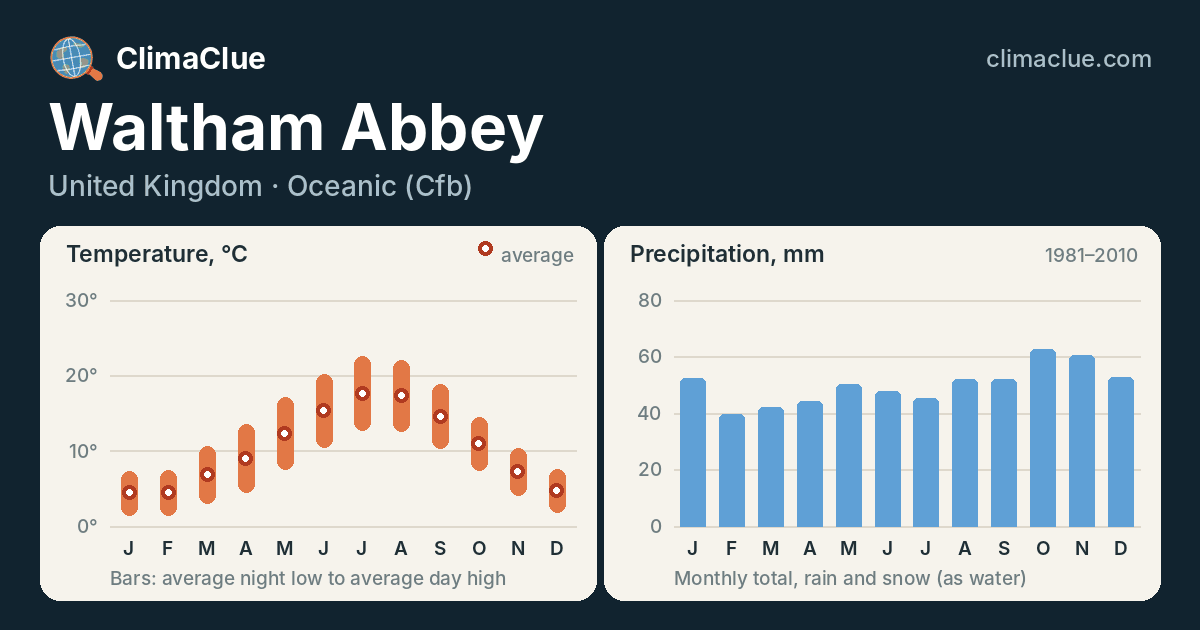 ClimaClue
climaclue.com
Waltham Abbey
United Kingdom · Oceanic (Cfb)
Temperature, °C
average
30°
20°
10°
0°
J F M A M J J A S O N D
Bars: average night low to average day high
Precipitation, mm
1981–2010
80
60
40
20
0
J F M A M J J A S O N D
Monthly total, rain and snow (as water)